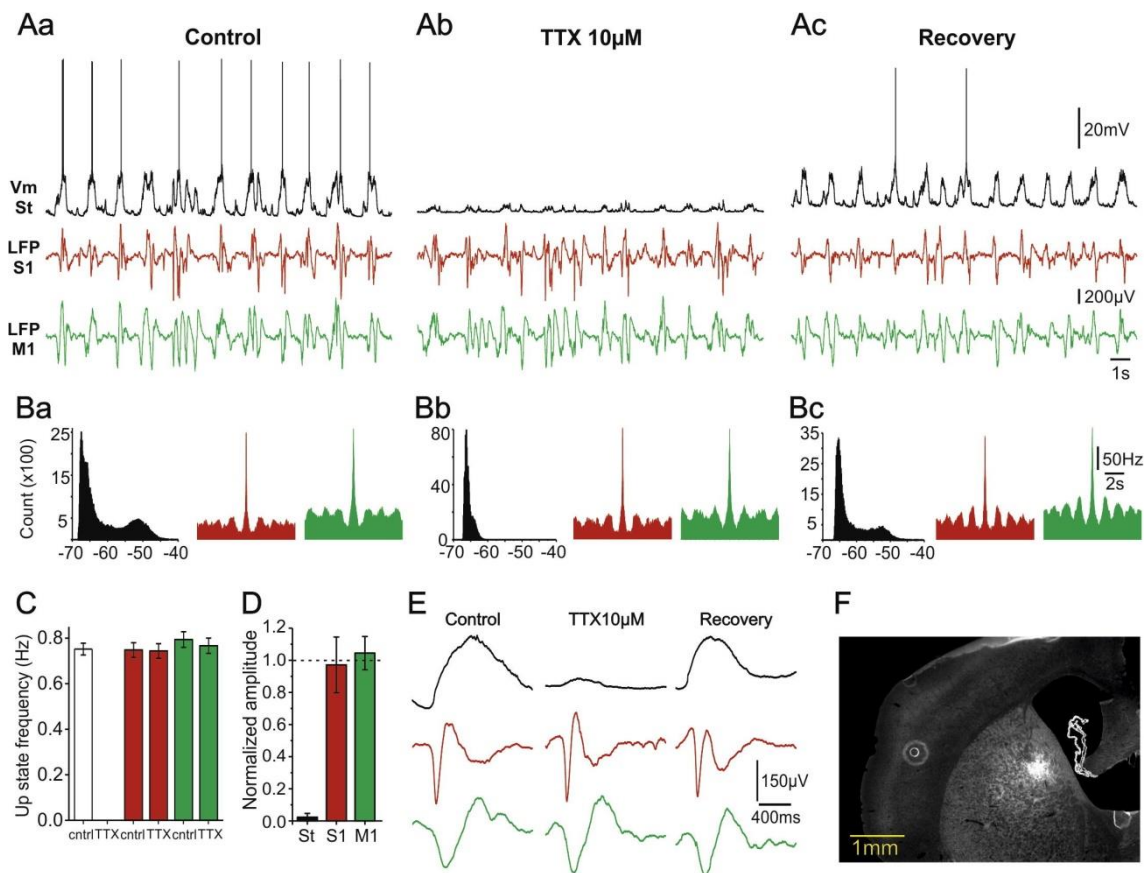 Aa Ab Ac
Control TTX 10µM Recovery
20mV
Vm
St
LFP
S1
200µV
LFP
M1
1s
Ba Bb Bc
25 80 35
15 60 25
5 40 15
20 5
0
Count (x100)
50Hz
2s
-70 -60 -50 -40 -70 -60 -50 -40 -70 -60 -50 -40
C D E F
Control TTX10µM Recovery
Up state frequency (Hz)
0.8
0.6
0.4
0.2
0.0
cntrl TTX cntrl TTX cntrl TTX
Normalized amplitude
1.2
1.0
0.8
0.6
0.4
0.2
0.0
St S1 M1
150µV
400ms
1mm